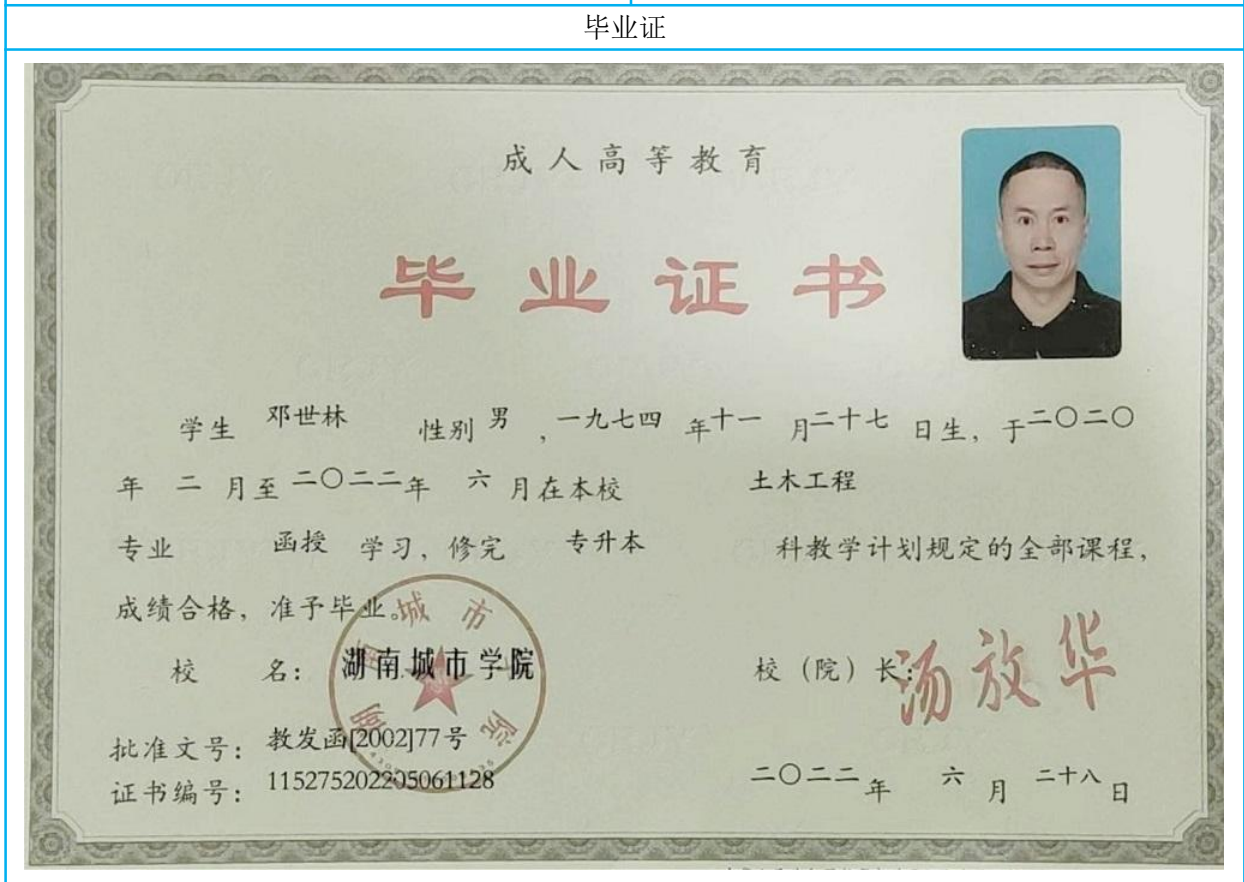 毕业证
成人高等教育
毕业证书
学生 邓世林 性别 男 ,一九七四 年十一 月二十七 日生, 于二〇二〇
年 二 月至 二〇二二年 六 月在本校 土木工程
专业 函授 学习, 修完 专升本 科教学计划规定的全部课程,
成绩合格, 准予毕业。
校 名: 湖南城市学院 校(院)长: 汤放华
批准文号: 教发函[2002]77号
证书编号: 115275202205061128
二〇二二年 六月 二十八日
湖南城市学院